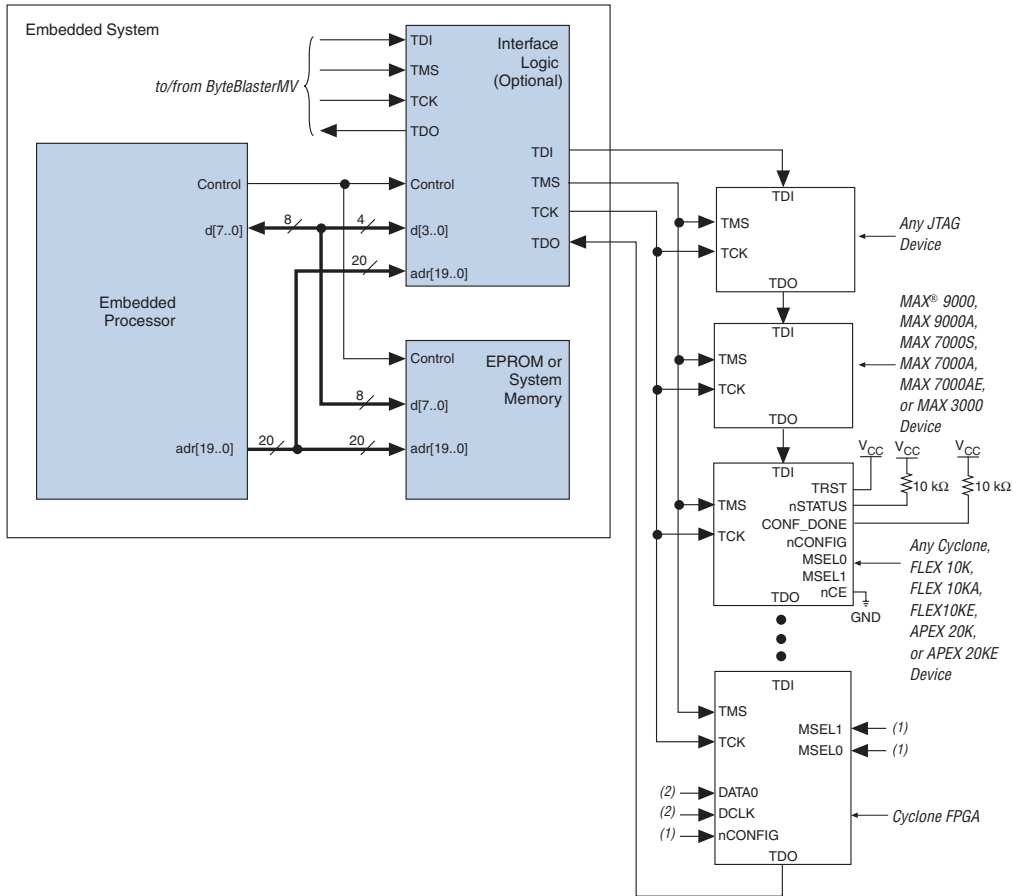 Embedded System
to/from ByteBlasterMV
TDI
TMS
TCK
TDO
Interface
Logic
(Optional)
TDI
TMS
TCK
TDO
Control
d[3..0]
adr[19..0]
Control
d[7..0]
Embedded
Processor
adr[19..0]
8
4
20
8
20
20
Control
d[7..0]
adr[19..0]
EPROM or
System
Memory
TDI
TMS
TCK
TDO
Any JTAG
Device
TDI
TMS
TCK
TDO
MAX® 9000,
MAX 9000A,
MAX 7000S,
MAX 7000A,
MAX 7000AE,
or MAX 3000
Device
VCC
VCC
VCC
10 kΩ
10 kΩ
TDI
TMS
TCK
TRST
nSTATUS
CONF_DONE
nCONFIG
MSEL0
MSEL1
nCE
TDO
GND
Any Cyclone,
FLEX 10K,
FLEX 10KA,
FLEX10KE,
APEX 20K,
or APEX 20KE
Device
TDI
TMS
TCK
MSEL1
(1)
MSEL0
(1)
(2)
DATA0
(2)
DCLK
(1)
nCONFIG
TDO
Cyclone FPGA